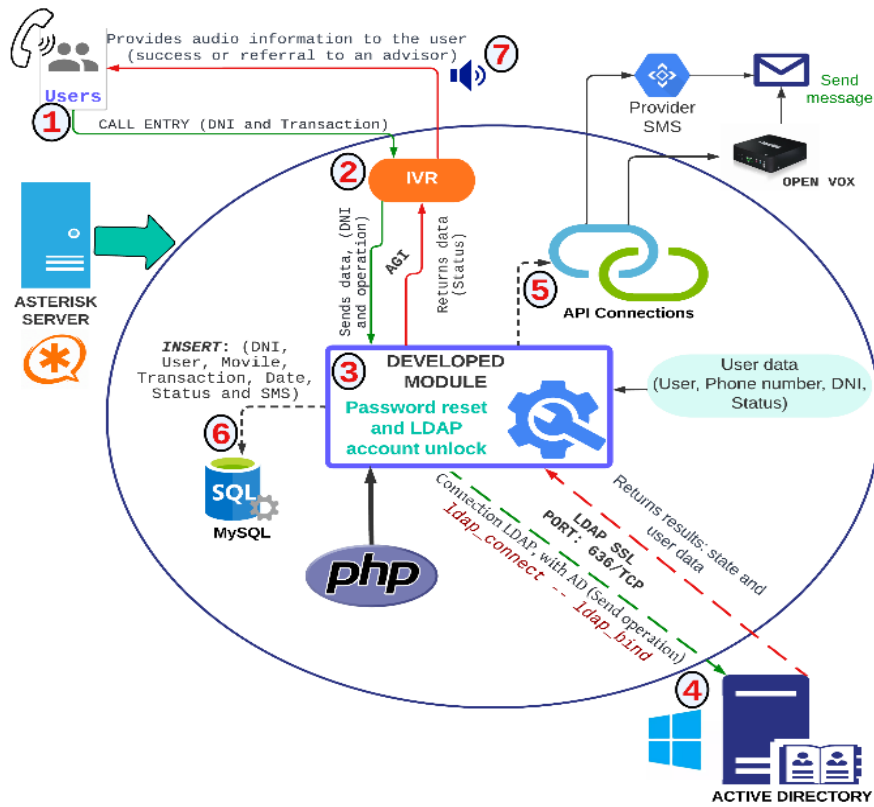 Provides audio information to the user
(success or referral to an advisor)
7
Users
1
CALL ENTRY (DNI and Transaction)
Provider
SMS
Send
message
OPEN VOX
2
IVR
Sends data, (DNI
and operation)
AGI
Returns data
(Status)
5
API Connections
ASTERISK
SERVER
INSERT: (DNI,
User, Movile,
Transaction, Date,
Status and SMS)
6
SQL
MySQL
3
DEVELOPED
MODULE
Password reset
and LDAP
account unlock
User data
(User, Phone number, DNI,
Status)
php
Connection LDAP, with AD (Send operation)
ldap_connect -- ldap_bind
LDAP SSL
PORT: 636/TCP
Returns results: state and
user data
4
ACTIVE DIRECTORY